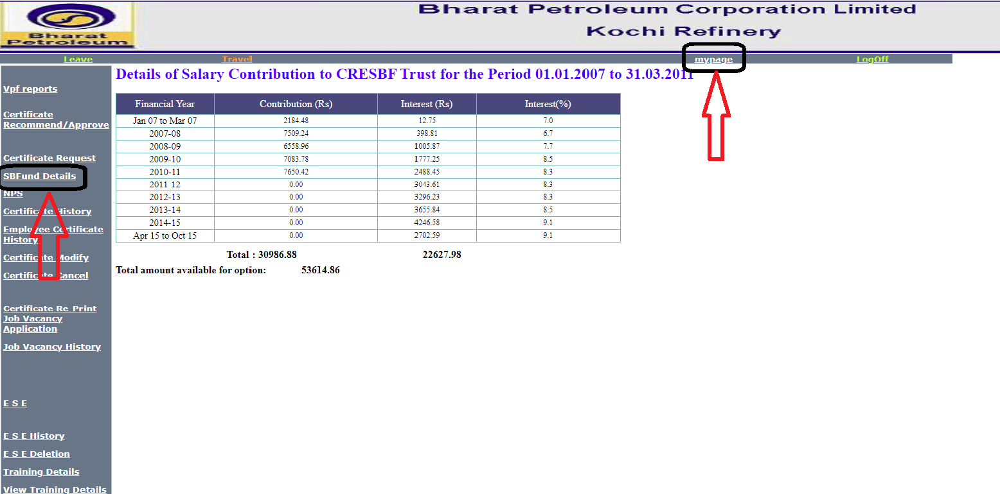 Bharat Petroleum Corporation Limited
Kochi Refinery
Bharat
Petroleum
Leave Travel mypage LogOff
Vpf reports
Certificate
Recommend/Approve
Certificate Request
SBFund Details
NPS
Certificate History
Employee Certificate
History
Certificate Modify
Certificate Cancel
Certificate Re Print
Job Vacancy
Application
Job Vacancy History
E S E
E S E History
E S E Deletion
Training Details
View Training Details
Details of Salary Contribution to CRESBF Trust for the Period 01.01.2007 to 31.03.2011
Financial Year Contribution (Rs) Interest (Rs) Interest(%)
Jan 07 to Mar 07 2184.48 12.75 7.0
2007-08 7509.24 398.81 6.7
2008-09 6558.96 1005.87 7.7
2009-10 7083.78 1777.25 8.5
2010-11 7650.42 2488.45 8.3
2011-12 0.00 3043.61 8.3
2012-13 0.00 3296.23 8.3
2013-14 0.00 3655.84 8.5
2014-15 0.00 4246.58 9.1
Apr 15 to Oct 15 0.00 2702.59 9.1
Total : 30986.88 22627.98
Total amount available for option: 53614.86